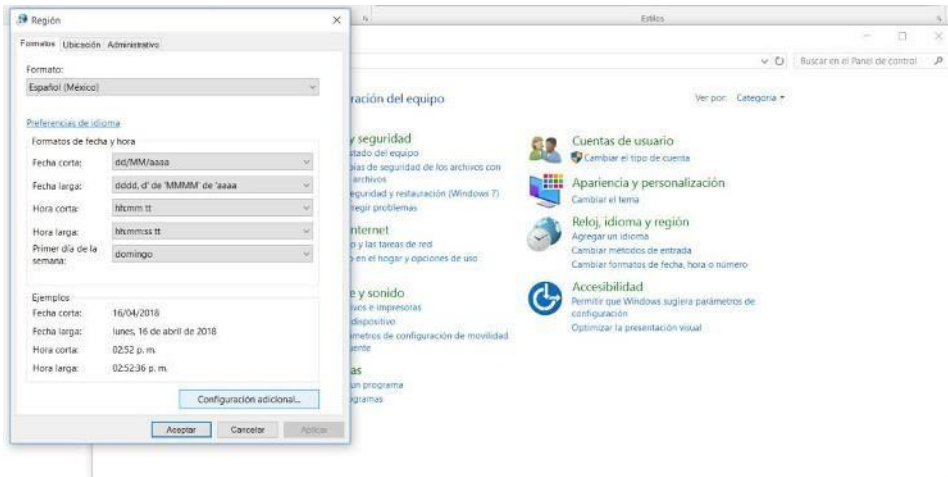 Región
Formatos Ubicación Administrativo
Formato:
Español (México)
Preferencias de idioma
Formatos de fecha y hora
Fecha corta: dd/MM/aaaa
Fecha larga: dddd, d' de 'MMMM' de 'aaaa
Hora corta: hh:mm tt
Hora larga: hh:mm:ss tt
Primer día de la
semana: domingo
Ejemplos
Fecha corta: 16/04/2018
Fecha larga: lunes, 16 de abril de 2018
Hora corta: 02:52 p. m.
Hora larga: 02:52:36 p. m.
Configuración adicional...
Aceptar Cancelar Aplicar
Estilos
Buscar en el Panel de control
ración del equipo
Ver por: Categoría
y seguridad
stado del equipo
pias de seguridad de los archivos con
archivos
eguridad y restauración (Windows 7)
regir problemas
nternet
o y las tareas de red
o en el hogar y opciones de uso
e y sonido
ivos e impresoras
dispositivo
ámetros de configuración de movilidad
uente
as
un programa
ogramas
Cuentas de usuario
Cambiar el tipo de cuenta
Apariencia y personalización
Cambiar el tema
Reloj, idioma y región
Agregar un idioma
Cambiar métodos de entrada
Cambiar formatos de fecha, hora o número
Accesibilidad
Permitir que Windows sugiera parámetros de
configuración
Optimizar la presentación visual